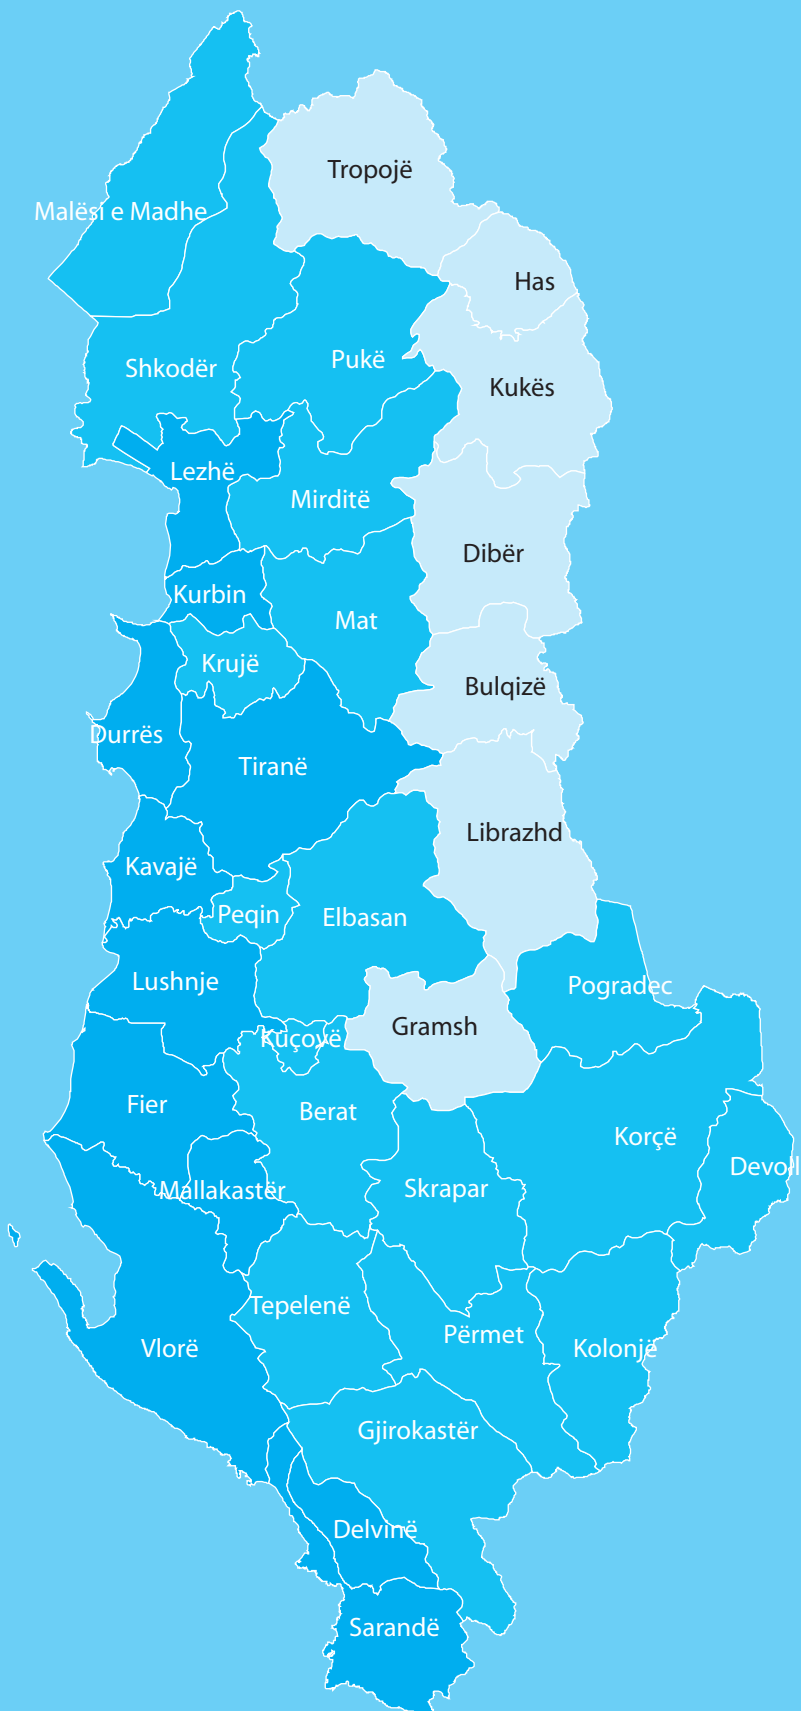 Tropojë
Malësi e Madhe
Has
Shkodër
Pukë
Kukës
Lezhë
Mirditë
Dibër
Kurbin
Mat
Krujë
Bulqizë
Durrës
Tiranë
Librazhd
Kavajë
Peqin
Elbasan
Lushnje
Pogradec
Gramsh
Kuçovë
Fier
Berat
Korçë
Devoll
Mallakastër
Skrapar
Tepelenë
Përmet
Vlorë
Kolonjë
Gjirokastër
Delvinë
Sarandë